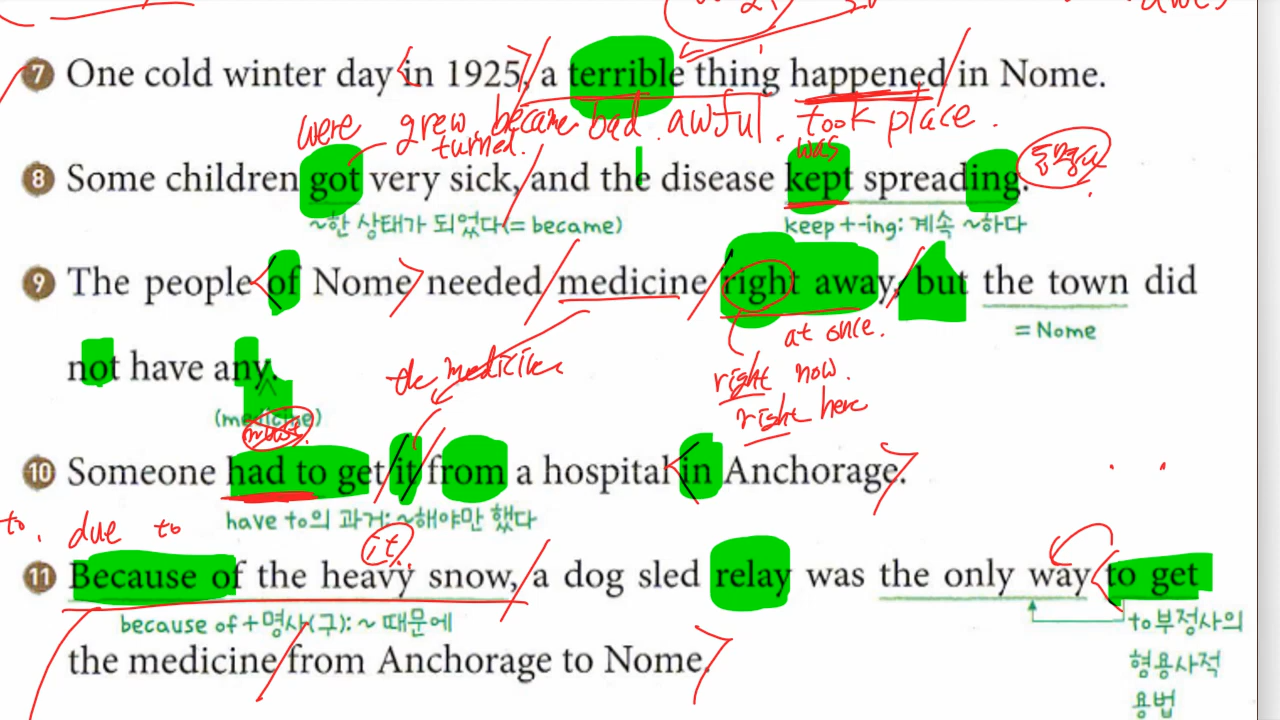 7 One cold winter day in 1925, a terrible thing happened in Nome.
were grew became bad. awful. took place.
turned. was
8 Some children got very sick, and the disease kept spreading.
동명사
~한 상태가 되었다(= became) keep +-ing: 계속 ~하다
9 The people of Nome needed medicine right away, but the town did
at once. = Nome
not have any.
the medicine right now.
(medicine) right here
must.
10 Someone had to get it from a hospital in Anchorage.
have to의 과거: ~해야만 했다
to. due to it.
11 Because of the heavy snow, a dog sled relay was the only way to get
because of +명사(구): ~ 때문에 to부정사의
the medicine from Anchorage to Nome.
형용사적
용법